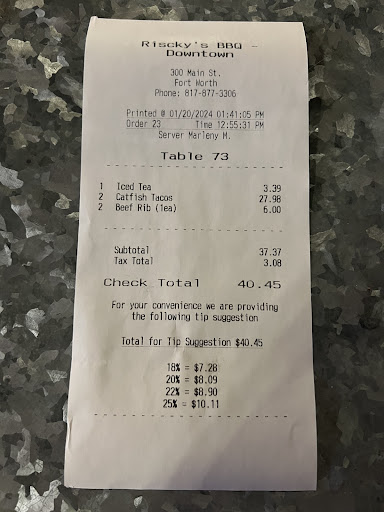 Riscky's BBQ -
Downtown
300 Main St.
Fort Worth
Phone: 817-877-3306
Printed @ 01/20/2024 01:41:05 PM
Order 23 Time 12:55:31 PM
Server Marleny M.
Table 73
1 Iced Tea 3.39
2 Catfish Tacos 27.98
2 Beef Rib (1ea) 6.00
Subtotal 37.37
Tax Total 3.08
Check Total 40.45
For your convenience we are providing
the following tip suggestion
Total for Tip Suggestion $40.45
18% = $7.28
20% = $8.09
22% = $8.90
25% = $10.11